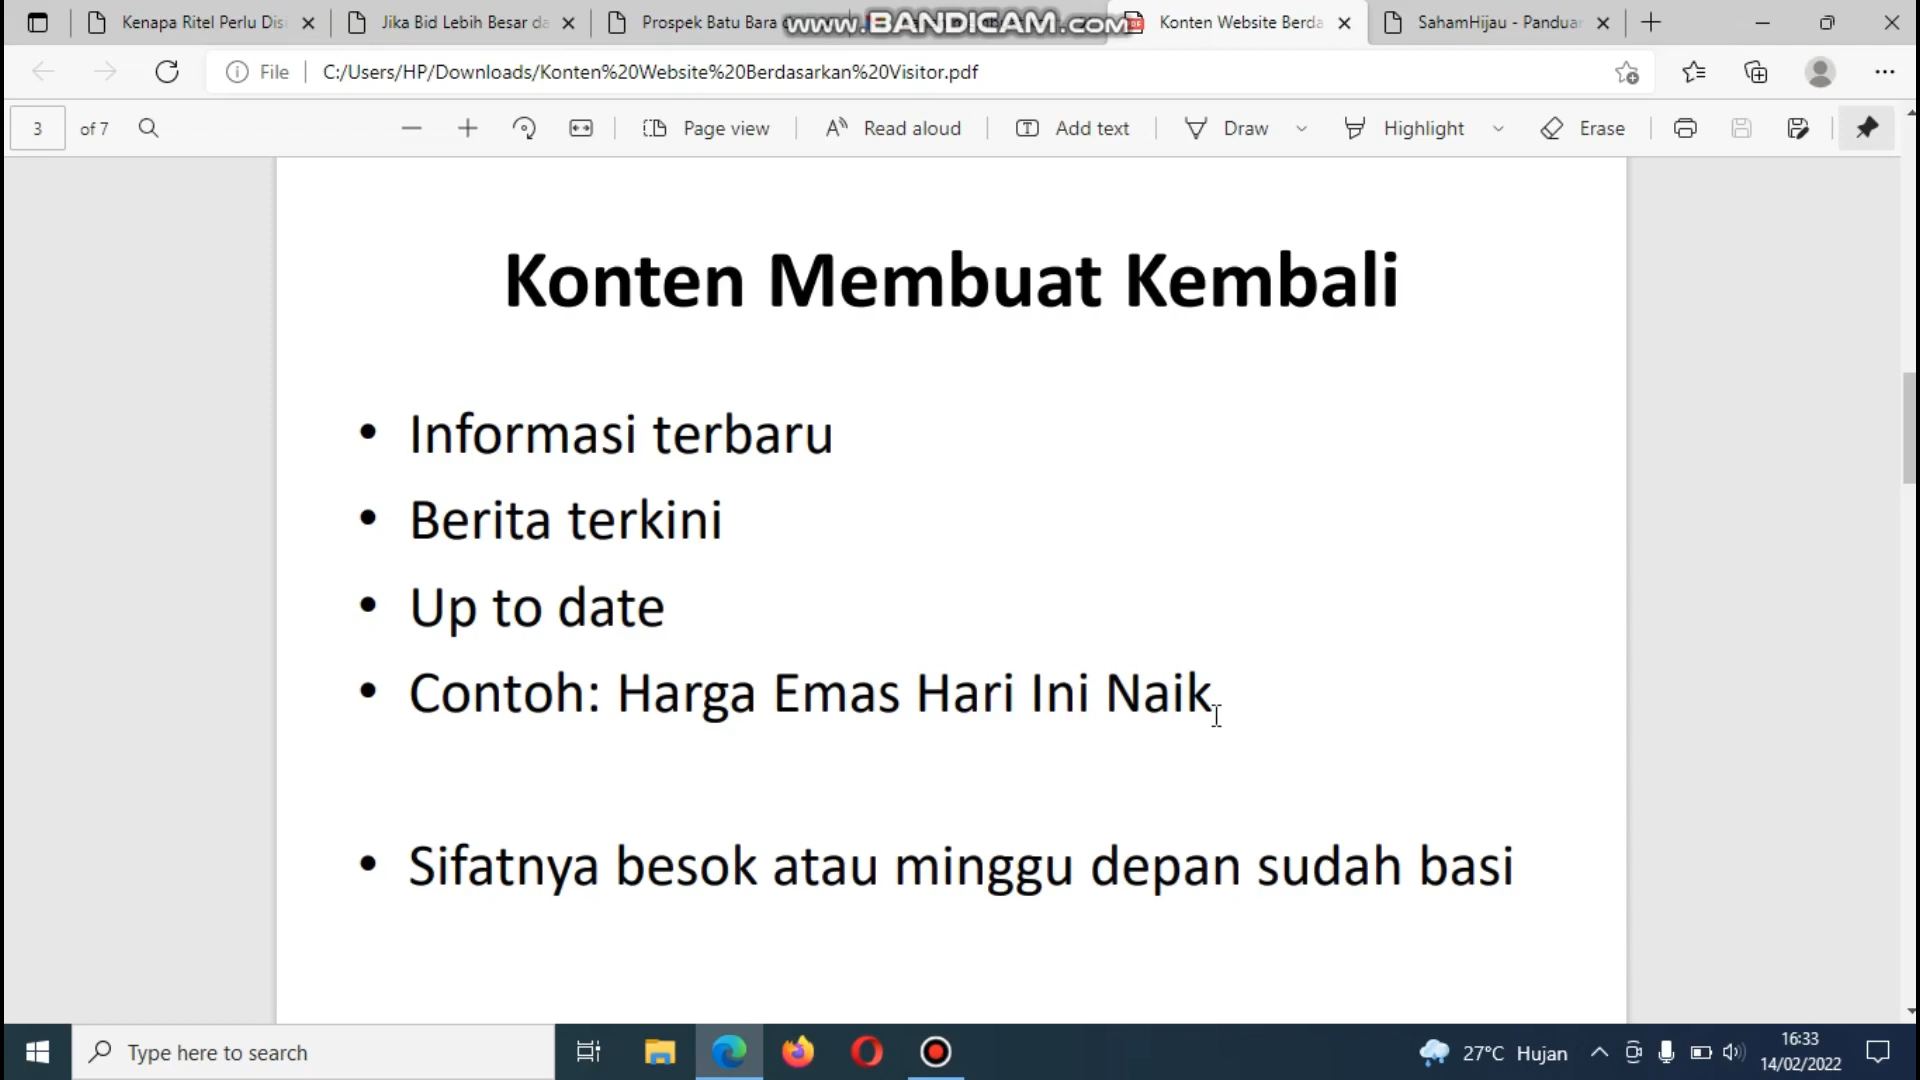 Kenapa Ritel Perlu Dis
Jika Bid Lebih Besar da
Prospek Batu Bara
www.BANDICAM.com
Konten Website Berda
SahamHijau - Panduan
File
C:/Users/HP/Downloads/Konten%20Website%20Berdasarkan%20Visitor.pdf
3 of 7
Page view
Read aloud
Add text
Draw
Highlight
Erase
Konten Membuat Kembali
• Informasi terbaru
• Berita terkini
• Up to date
• Contoh: Harga Emas Hari Ini Naik
• Sifatnya besok atau minggu depan sudah basi
Type here to search
27°C Hujan
16:33
14/02/2022